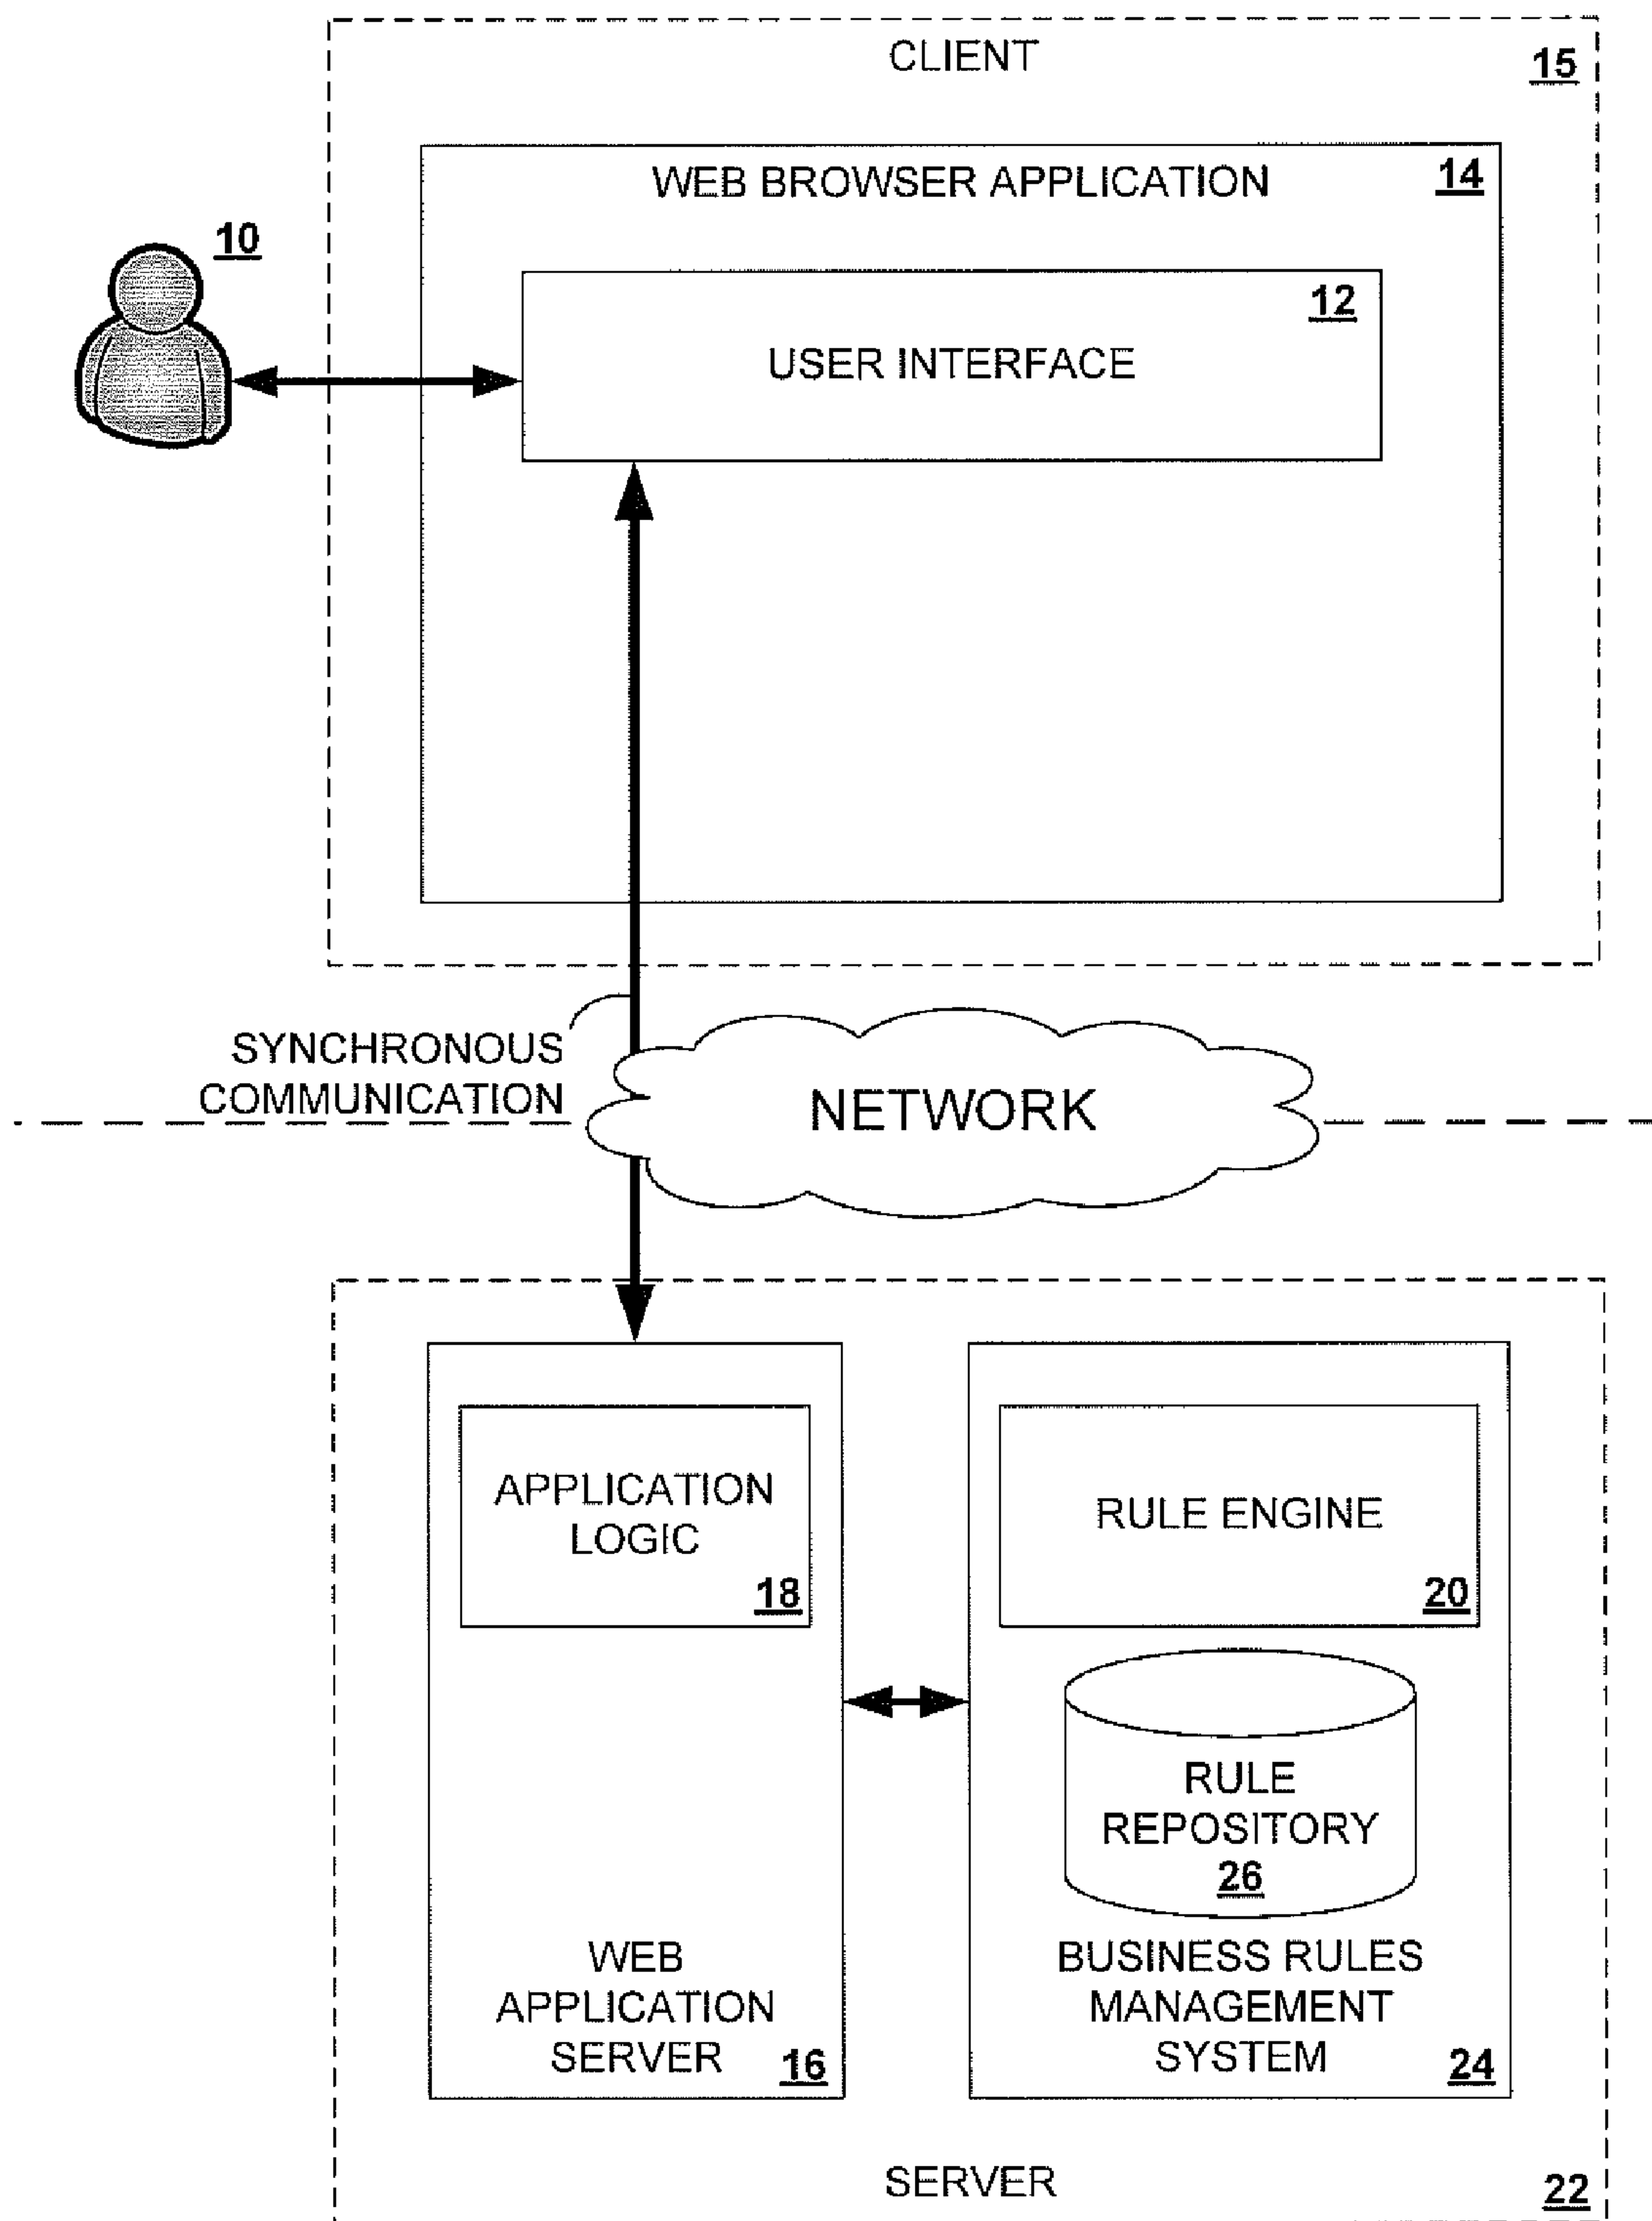 CLIENT
15
WEB BROWSER APPLICATION
14
10
12
USER INTERFACE
SYNCHRONOUS
COMMUNICATION
NETWORK
APPLICATION
LOGIC
18
RULE ENGINE
20
RULE
REPOSITORY
26
WEB
APPLICATION
SERVER
16
BUSINESS RULES
MANAGEMENT
SYSTEM
24
SERVER
22